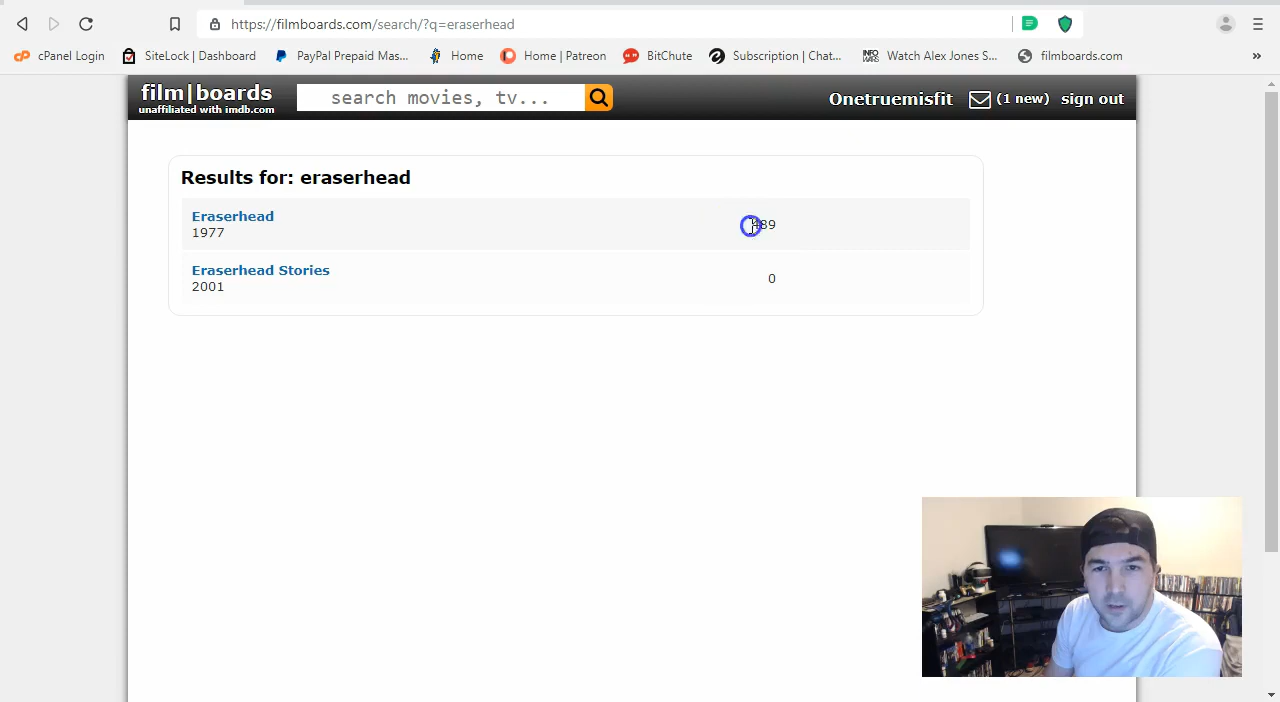 https://filmboards.com/search/?q=eraserhead
cPanel Login
SiteLock | Dashboard
PayPal Prepaid Mas...
Home
Home | Patreon
BitChute
Subscription | Chat...
Watch Alex Jones S...
filmboards.com
film|boards
unaffiliated with imdb.com
search movies, tv...
Onetruemisfit
(1 new)
sign out
Results for: eraserhead
Eraserhead
1977
Eraserhead Stories
2001
0